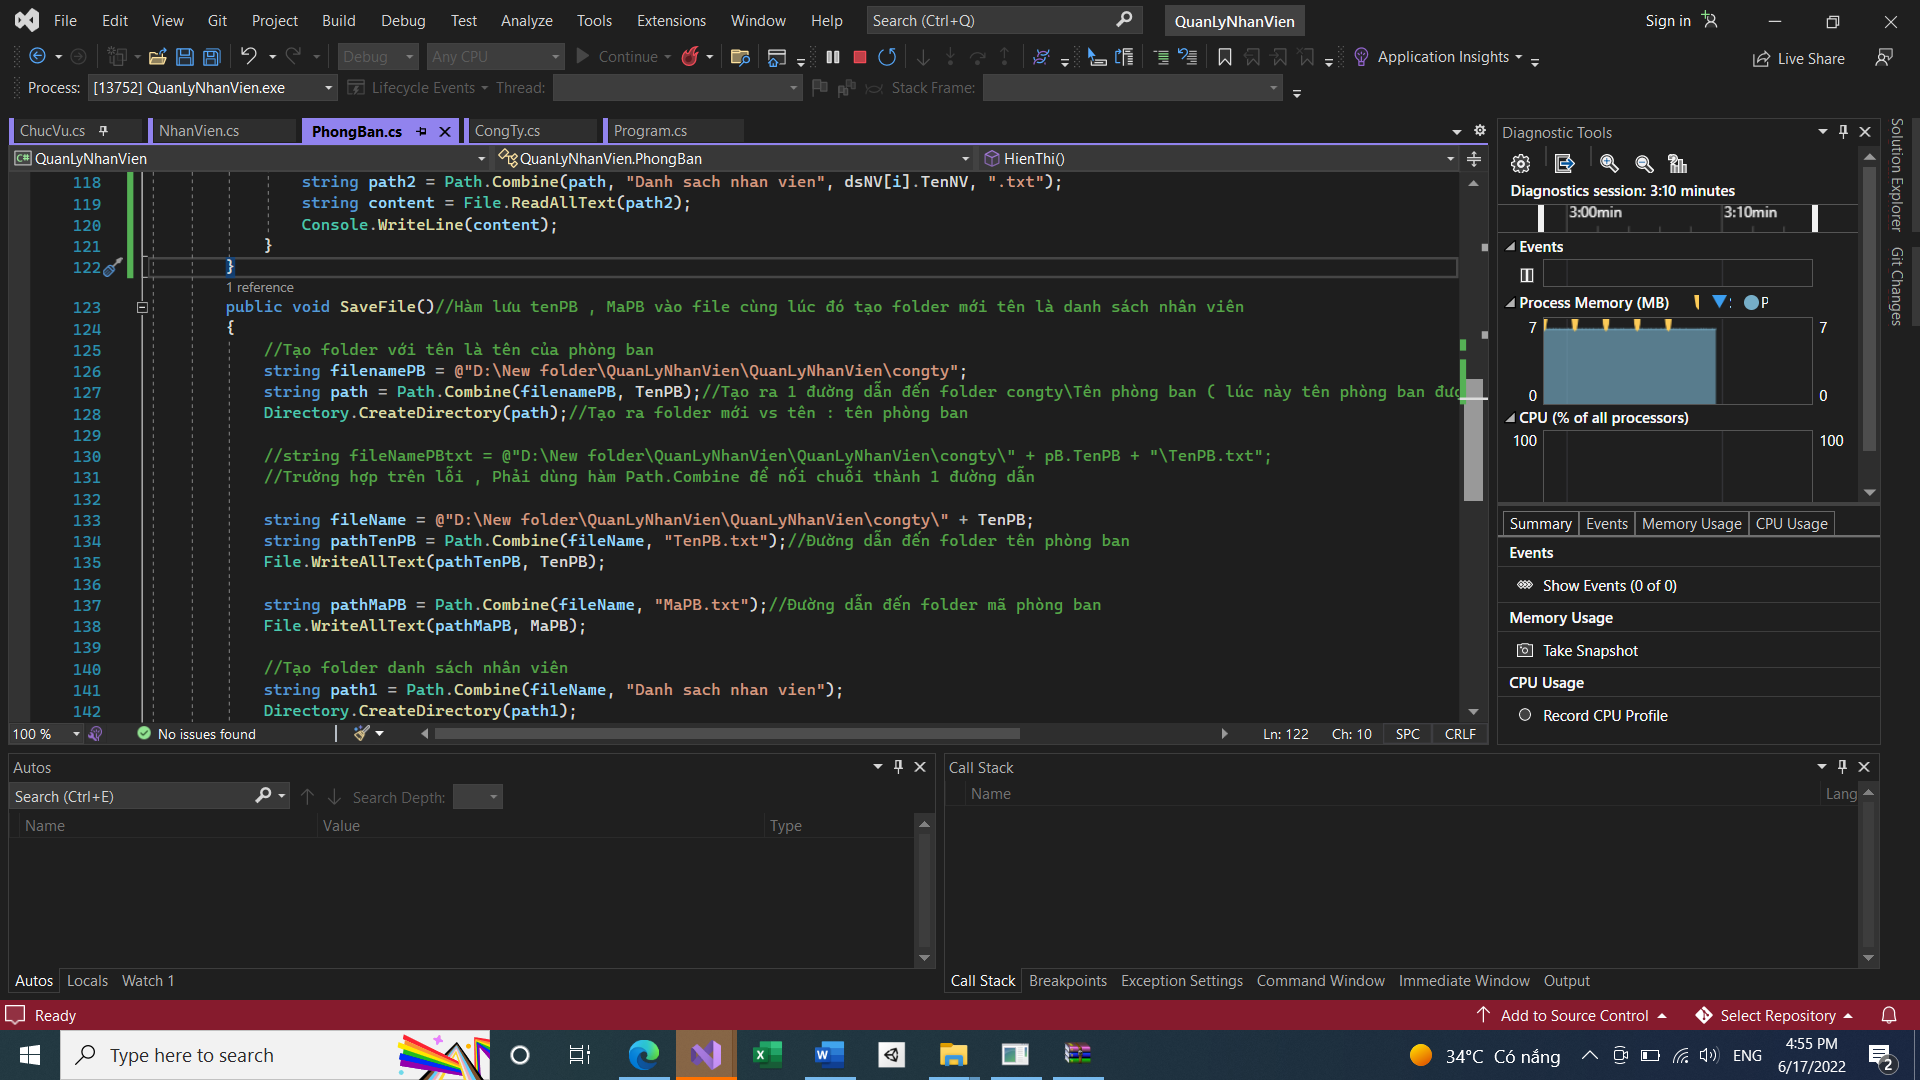 File Edit View Git Project Build Debug Test Analyze Tools Extensions Window Help Search (Ctrl+Q) QuanLyNhanVien Sign in
Debug Any CPU Continue Application Insights Live Share
Process: [13752] QuanLyNhanVien.exe Lifecycle Events Thread: Stack Frame:
ChucVu.cs NhanVien.cs PhongBan.cs CongTy.cs Program.cs
QuanLyNhanVien QuanLyNhanVien.PhongBan HienThi()
118 string path2 = Path.Combine(path, "Danh sach nhan vien", dsNV[i].TenNV, ".txt");
119 string content = File.ReadAllText(path2);
120 Console.WriteLine(content);
121 }
122 }
1 reference
123 public void SaveFile()//Hàm lưu tenPB , MaPB vào file cùng lúc đó tạo folder mới tên là danh sách nhân viên
124 {
125 //Tạo folder với tên là tên của phòng ban
126 string filenamePB = @"D:\New folder\QuanLyNhanVien\QuanLyNhanVien\congty";
127 string path = Path.Combine(filenamePB, TenPB);//Tạo ra 1 đường dẫn đến folder congty\Tên phòng ban ( lúc này tên phòng ban
128 Directory.CreateDirectory(path);//Tạo ra folder mới vs tên : tên phòng ban
129
130 //string fileNamePBtxt = @"D:\New folder\QuanLyNhanVien\QuanLyNhanVien\congty\" + pB.TenPB + "\TenPB.txt";
131 //Trường hợp trên lỗi , Phải dùng hàm Path.Combine để nối chuỗi thành 1 đường dẫn
132
133 string fileName = @"D:\New folder\QuanLyNhanVien\QuanLyNhanVien\congty\" + TenPB;
134 string pathTenPB = Path.Combine(fileName, "TenPB.txt");//Đường dẫn đến folder tên phòng ban
135 File.WriteAllText(pathTenPB, TenPB);
136
137 string pathMaPB = Path.Combine(fileName, "MaPB.txt");//Đường dẫn đến folder mã phòng ban
138 File.WriteAllText(pathMaPB, MaPB);
139
140 //Tạo folder danh sách nhân viên
141 string path1 = Path.Combine(fileName, "Danh sach nhan vien");
142 Directory.CreateDirectory(path1);
100 % No issues found Ln: 122 Ch: 10 SPC CRLF
Diagnostic Tools
Diagnostics session: 3:10 minutes
3:00min 3:10min
Events
Process Memory (MB) P
7 7
0 0
CPU (% of all processors)
100 100
Summary Events Memory Usage CPU Usage
Events
Show Events (0 of 0)
Memory Usage
Take Snapshot
CPU Usage
Record CPU Profile
Solution Explorer
Git Changes
Autos
Search (Ctrl+E) Search Depth:
Name Value Type
Autos Locals Watch 1
Call Stack
Name Lang
Call Stack Breakpoints Exception Settings Command Window Immediate Window Output
Ready Add to Source Control Select Repository
Type here to search 34°C Có nắng ENG 4:55 PM
6/17/2022
2